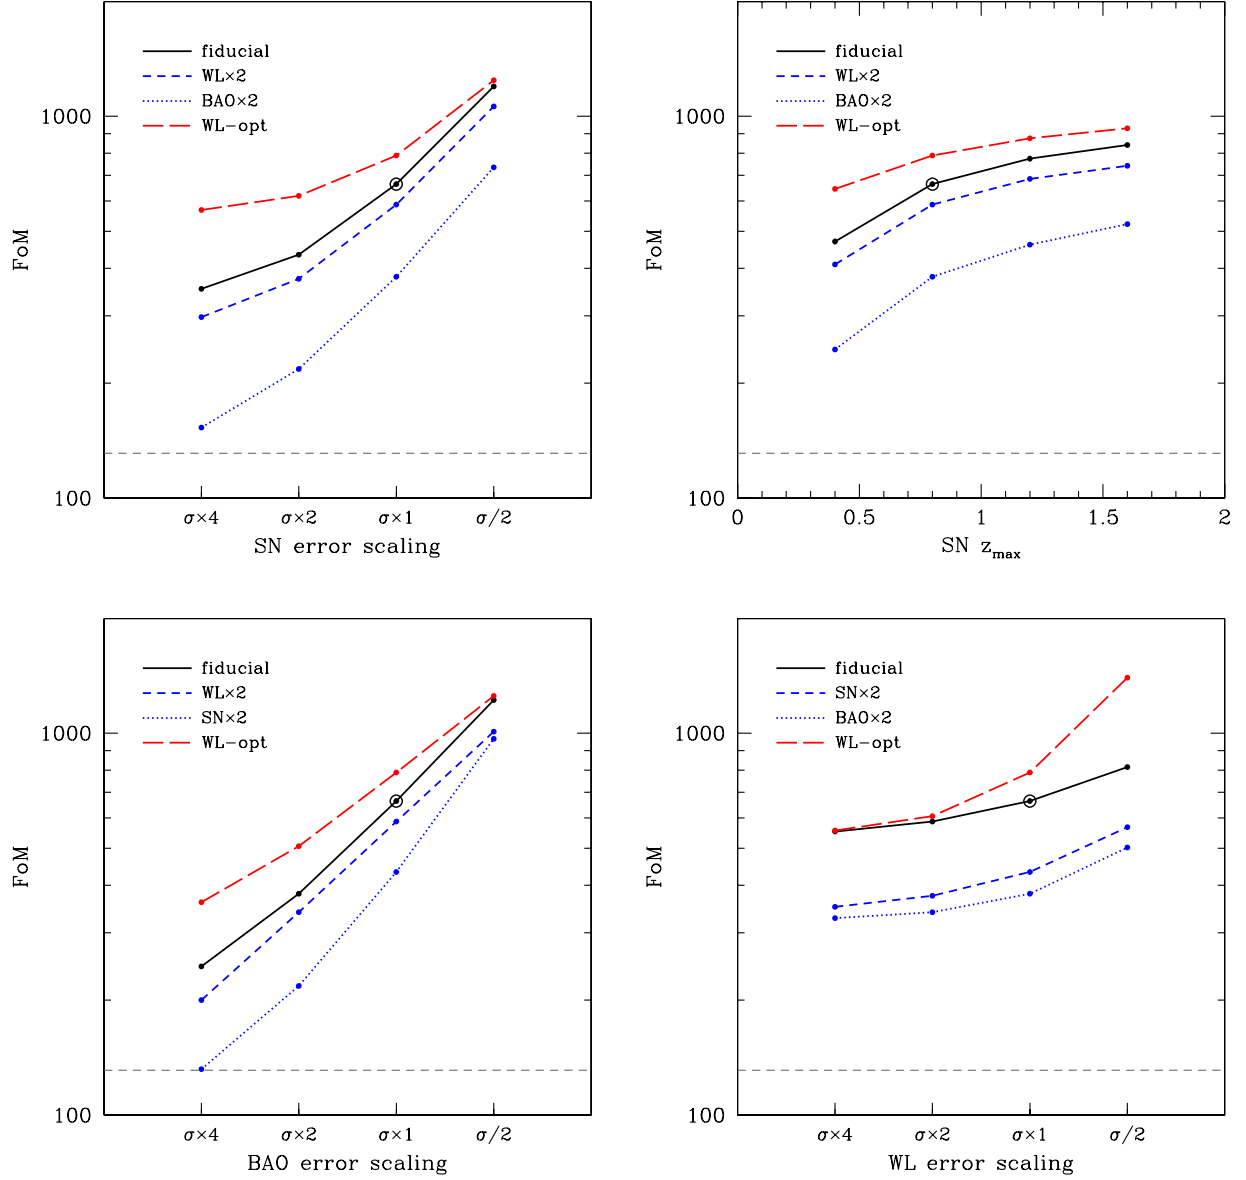 fiducial
WL×2
BAO×2
WL-opt
1000
100
FoM
σ×4 σ×2 σ×1 σ/2
SN error scaling
fiducial
WL×2
BAO×2
WL-opt
1000
100
FoM
0 0.5 1 1.5 2
SN z_max
fiducial
WL×2
SN×2
WL-opt
1000
100
FoM
σ×4 σ×2 σ×1 σ/2
BAO error scaling
fiducial
SN×2
BAO×2
WL-opt
1000
100
FoM
σ×4 σ×2 σ×1 σ/2
WL error scaling